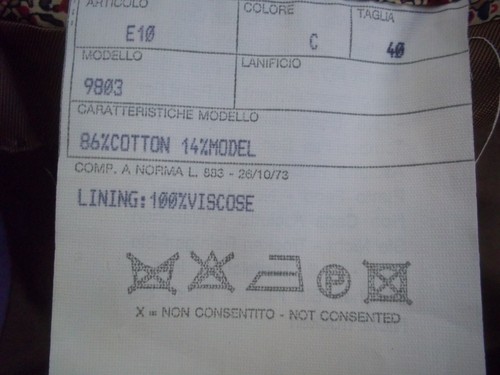 ARTICOLO COLORE TAGLIA
E10 C 40
MODELLO LANIFICIO
9803
CARATTERISTICHE MODELLO
86%COTTON 14%MODEL
COMP. A NORMA L. 883 - 26/10/73
LINING:100%VISCOSE
P
X = NON CONSENTITO - NOT CONSENTED